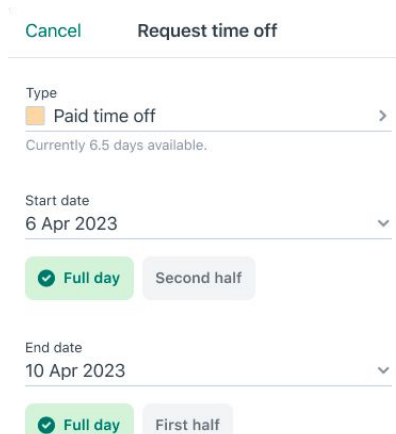 Cancel Request time off
Type
Paid time off
Currently 6.5 days available.
Start date
6 Apr 2023
Full day Second half
End date
10 Apr 2023
Full day First half